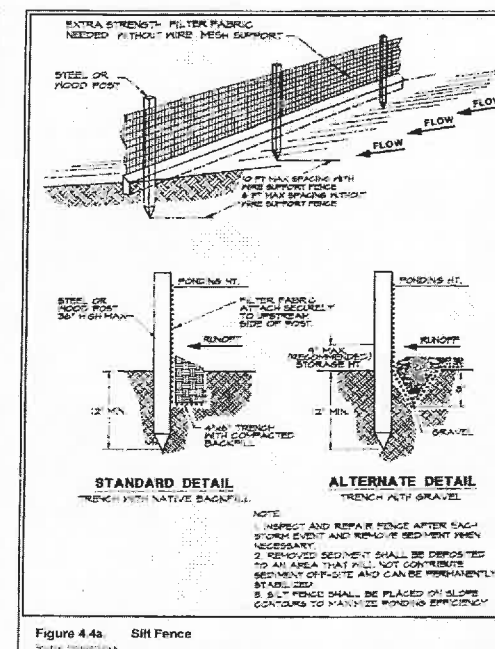 EXTRA STRENGTH FILTER FABRIC
NEEDED WITHOUT WIRE MESH SUPPORT
STEEL OR
WOOD POST
FLOW
FLOW
FLOW
10 FT MAX SPACING WITH
WIRE SUPPORT FENCE
6 FT MAX SPACING WITHOUT
WIRE SUPPORT FENCE
PONDING HT.
STEEL OR
WOOD POST
36" HIGH MAX
FILTER FABRIC
ATTACH SECURELY
TO UPSTREAM
SIDE OF POST
RUNOFF
12" MIN.
4"x6" TRENCH
WITH COMPACTED
BACKFILL
PONDING HT.
9" MAX
(RECOMMENDED)
STORAGE HT.
RUNOFF
12" MIN.
8"
GRAVEL
STANDARD DETAIL
TRENCH WITH NATIVE BACKFILL
ALTERNATE DETAIL
TRENCH WITH GRAVEL
NOTE
1. INSPECT AND REPAIR FENCE AFTER EACH
STORM EVENT AND REMOVE SEDIMENT WHEN
NECESSARY.
2. REMOVED SEDIMENT SHALL BE DEPOSITED
TO AN AREA THAT WILL NOT CONTRIBUTE
SEDIMENT OFF-SITE AND CAN BE PERMANENTLY
STABILIZED
3. SILT FENCE SHALL BE PLACED ON SLOPE
CONTOURS TO MAXIMIZE PONDING EFFICIENCY
Figure 4.4a Silt Fence